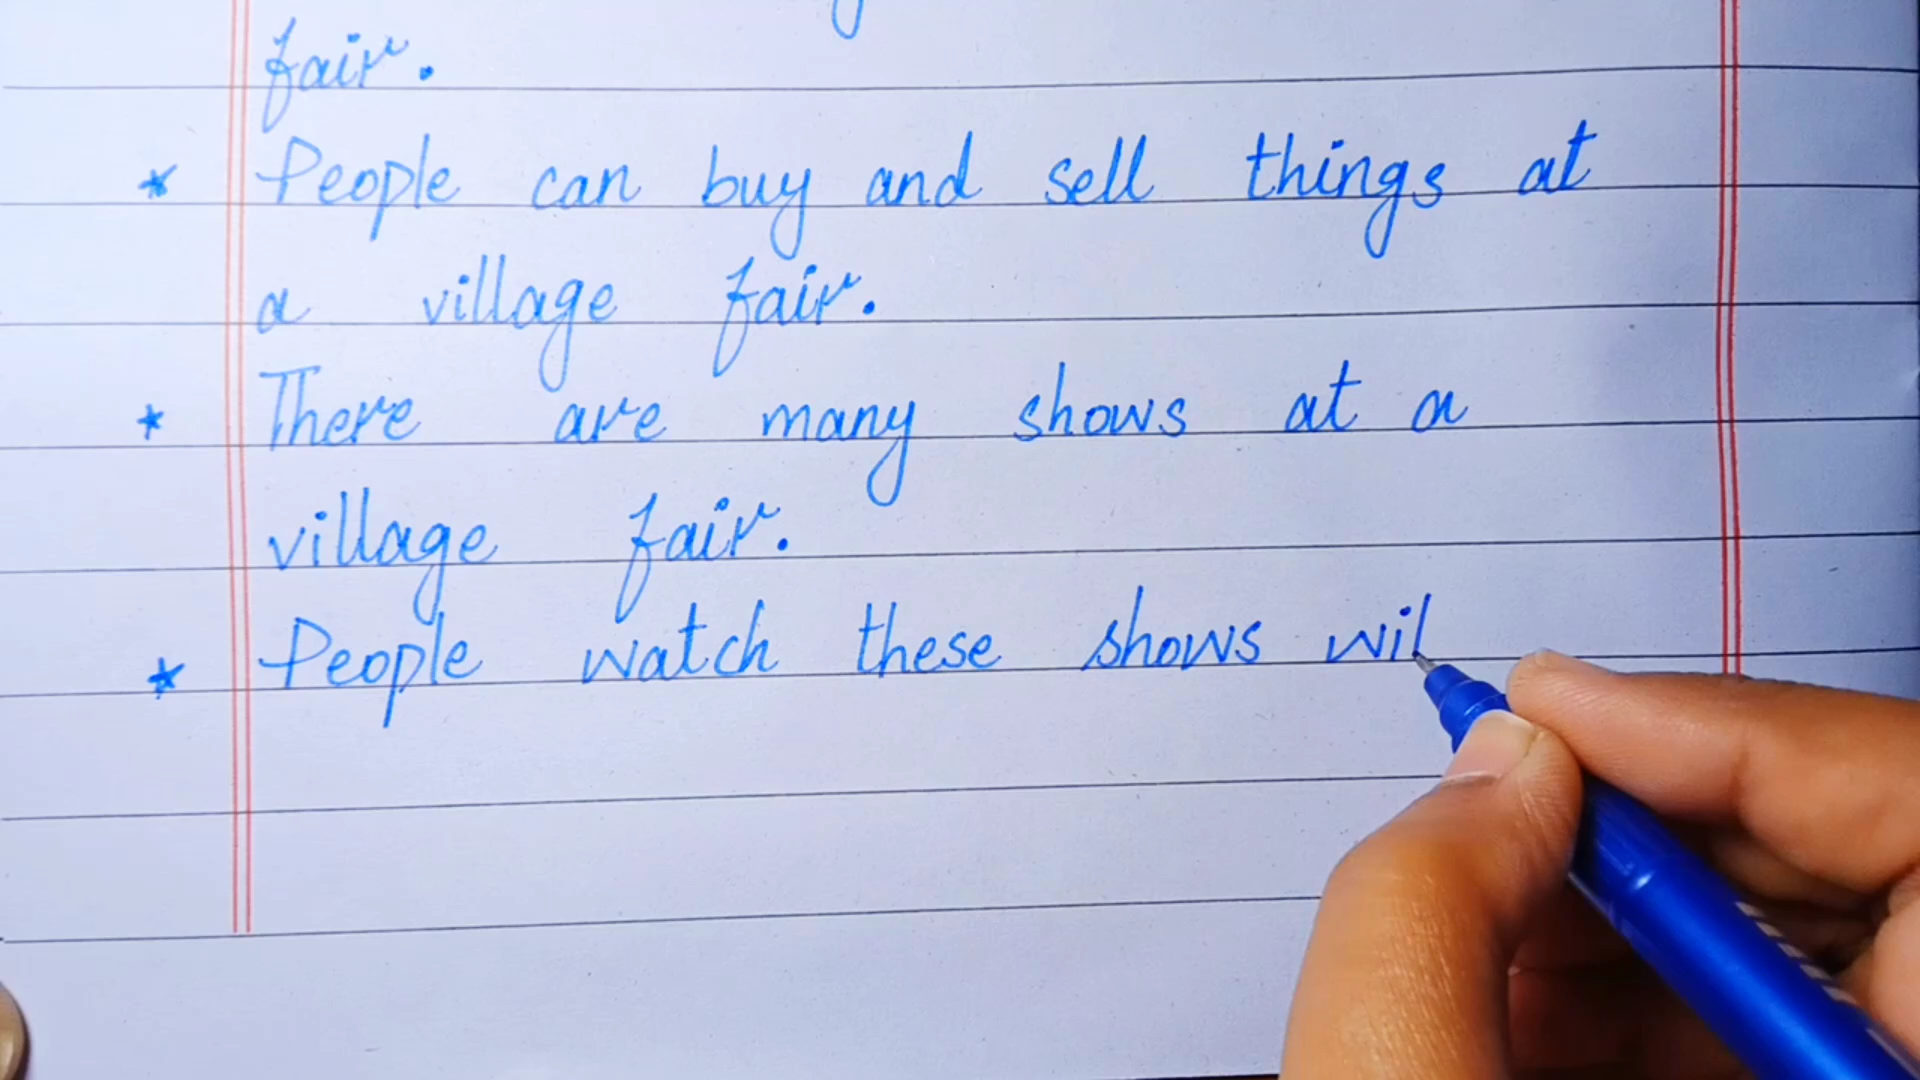 fair.
* People can buy and sell things at
a village fair.
* There are many shows at a
village fair.
* People watch these shows wil